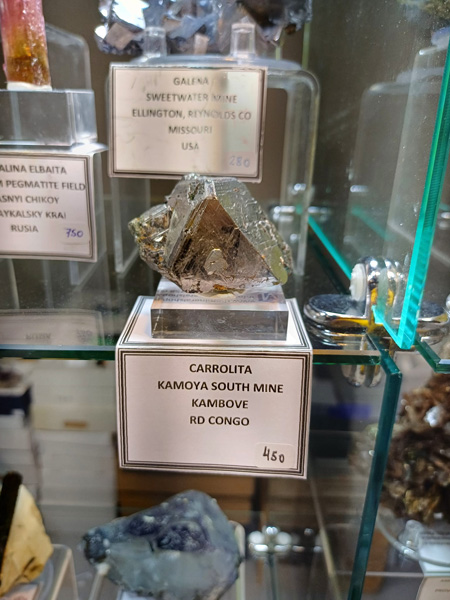 GALENA
SWEETWATER MINE
ELLINGTON, REYNOLDS CO
MISSOURI
USA
280
ALINA ELBAITA
M PEGMATITE FIELD
ASNYI CHIKOY
AYKALSKY KRAI
RUSIA
750
CARROLITA
KAMOYA SOUTH MINE
KAMBOVE
RD CONGO
450